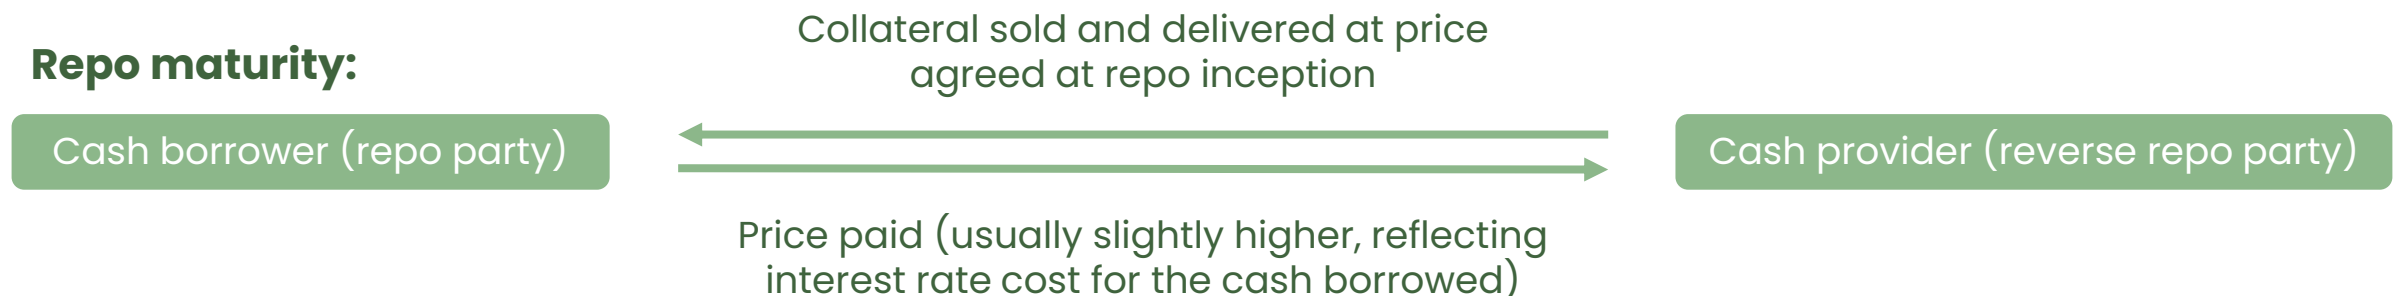 Repo maturity:
Collateral sold and delivered at price
agreed at repo inception
Cash borrower (repo party)
Cash provider (reverse repo party)
Price paid (usually slightly higher, reflecting
interest rate cost for the cash borrowed)